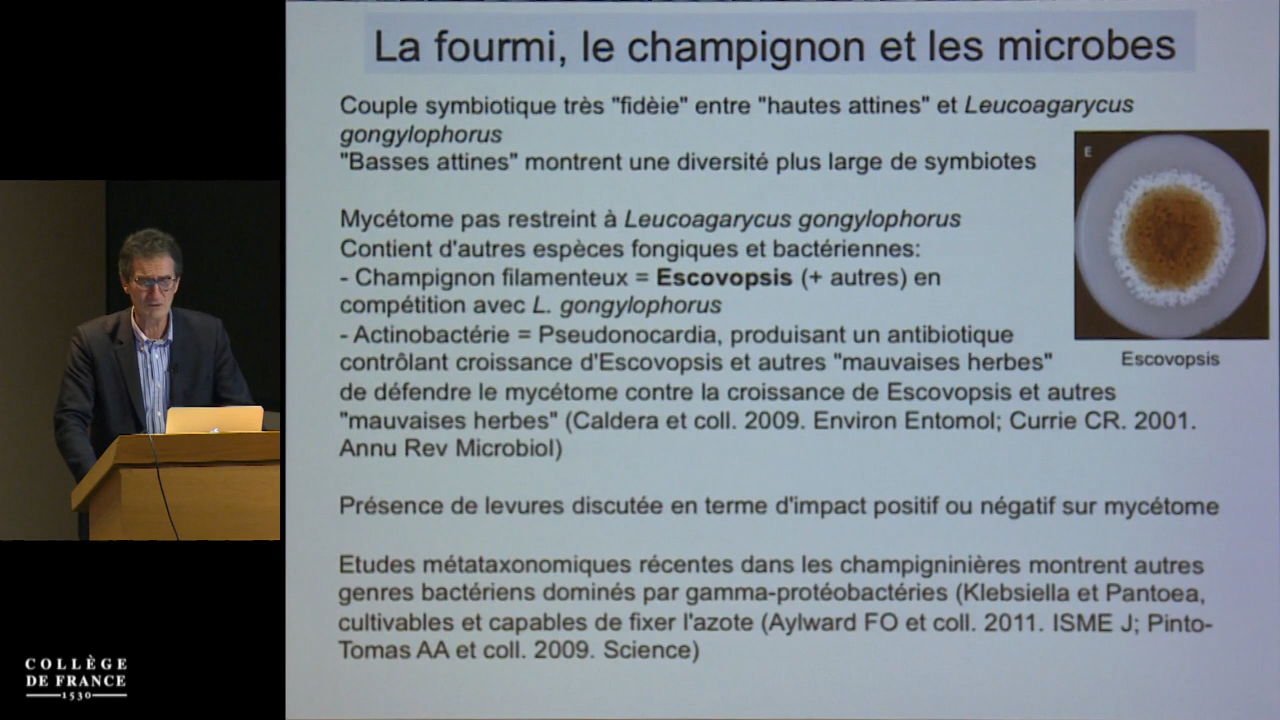 La fourmi, le champignon et les microbes
Couple symbiotique très "fidèie" entre "hautes attines" et Leucoagarycus
gongylophorus
"Basses attines" montrent une diversité plus large de symbiotes
E
Mycétome pas restreint à Leucoagarycus gongylophorus
Contient d'autres espèces fongiques et bactériennes:
- Champignon filamenteux = Escovopsis (+ autres) en
compétition avec L. gongylophorus
- Actinobactérie = Pseudonocardia, produisant un antibiotique
contrôlant croissance d'Escovopsis et autres "mauvaises herbes"
Escovopsis
de défendre le mycétome contre la croissance de Escovopsis et autres
"mauvaises herbes" (Caldera et coll. 2009. Environ Entomol; Currie CR. 2001.
Annu Rev Microbiol)
Présence de levures discutée en terme d'impact positif ou négatif sur mycétome
Etudes métataxonomiques récentes dans les champigninières montrent autres
genres bactériens dominés par gamma-protéobactéries (Klebsiella et Pantoea,
cultivables et capables de fixer l'azote (Aylward FO et coll. 2011. ISME J; Pinto-
Tomas AA et coll. 2009. Science)
COLLÈGE
DE FRANCE
1530